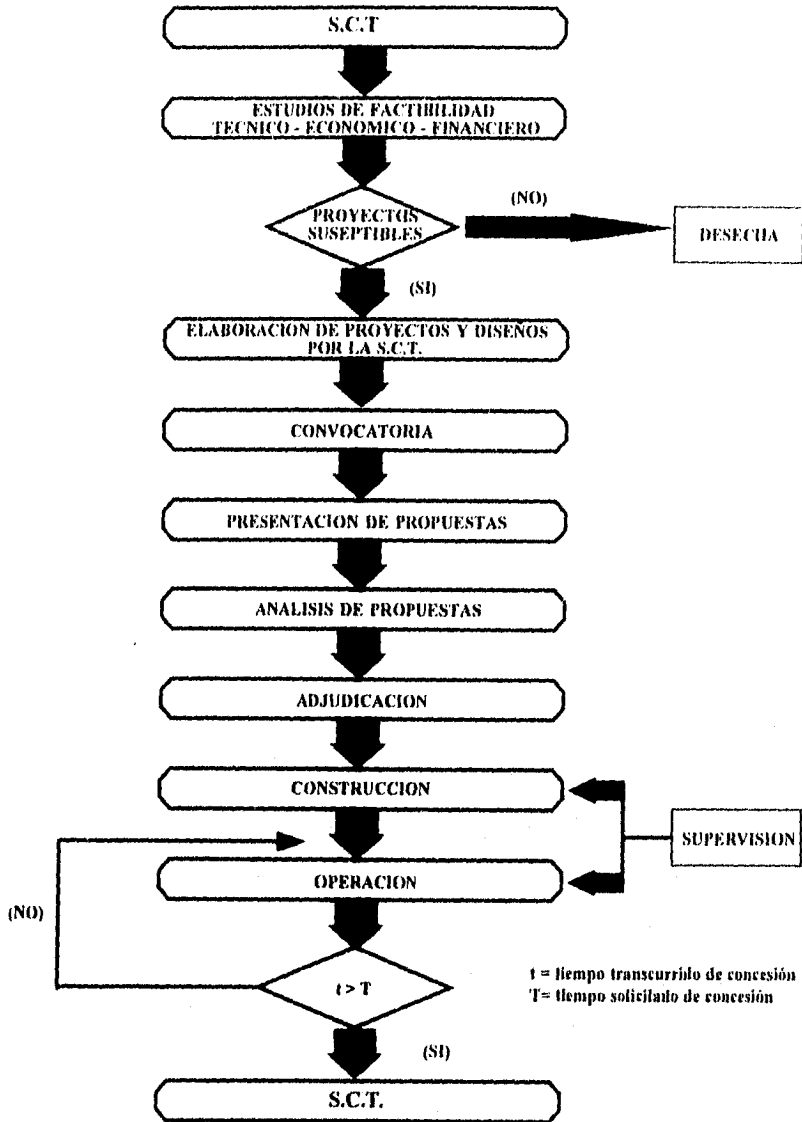 S.C.T
ESTUDIOS DE FACTIBILIDAD
TECNICO - ECONOMICO - FINANCIERO
PROYECTOS
SUSEPTIBLES
(NO)
DESECHA
(SI)
ELABORACION DE PROYECTOS Y DISEÑOS
POR LA S.C.T.
CONVOCATORIA
PRESENTACION DE PROPUESTAS
ANALISIS DE PROPUESTAS
ADJUDICACION
CONSTRUCCION
SUPERVISION
OPERACION
(NO)
t > T
t = tiempo transcurrido de concesión
T= tiempo solicitado de concesión
(SI)
S.C.T.